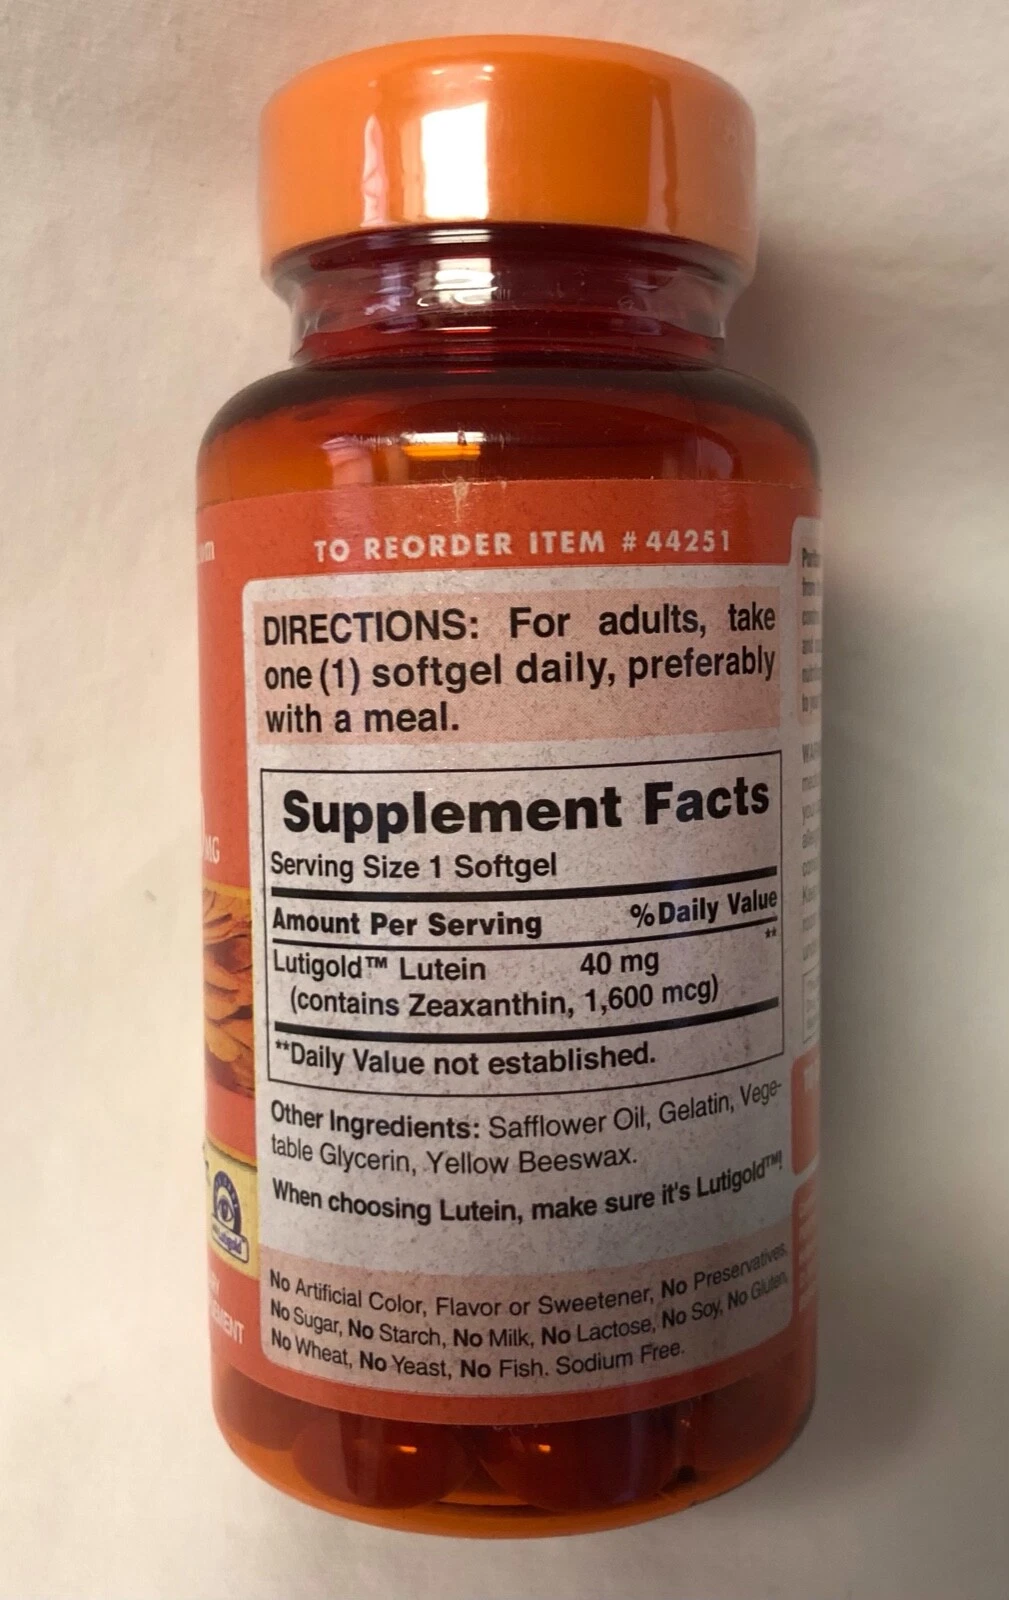 TO REORDER ITEM #44251
DIRECTIONS: For adults, take
one (1) softgel daily, preferably
with a meal.
Supplement Facts
Serving Size 1 Softgel
Amount Per Serving %Daily Value
**
Lutigold™ Lutein 40 mg
(contains Zeaxanthin, 1,600 mcg)
**Daily Value not established.
Other Ingredients: Safflower Oil, Gelatin, Vege-
table Glycerin, Yellow Beeswax.
When choosing Lutein, make sure it's Lutigold™!
No Artificial Color, Flavor or Sweetener, No Preservatives,
No Sugar, No Starch, No Milk, No Lactose, No Soy, No Gluten,
No Wheat, No Yeast, No Fish. Sodium Free.
MG
Lutigold